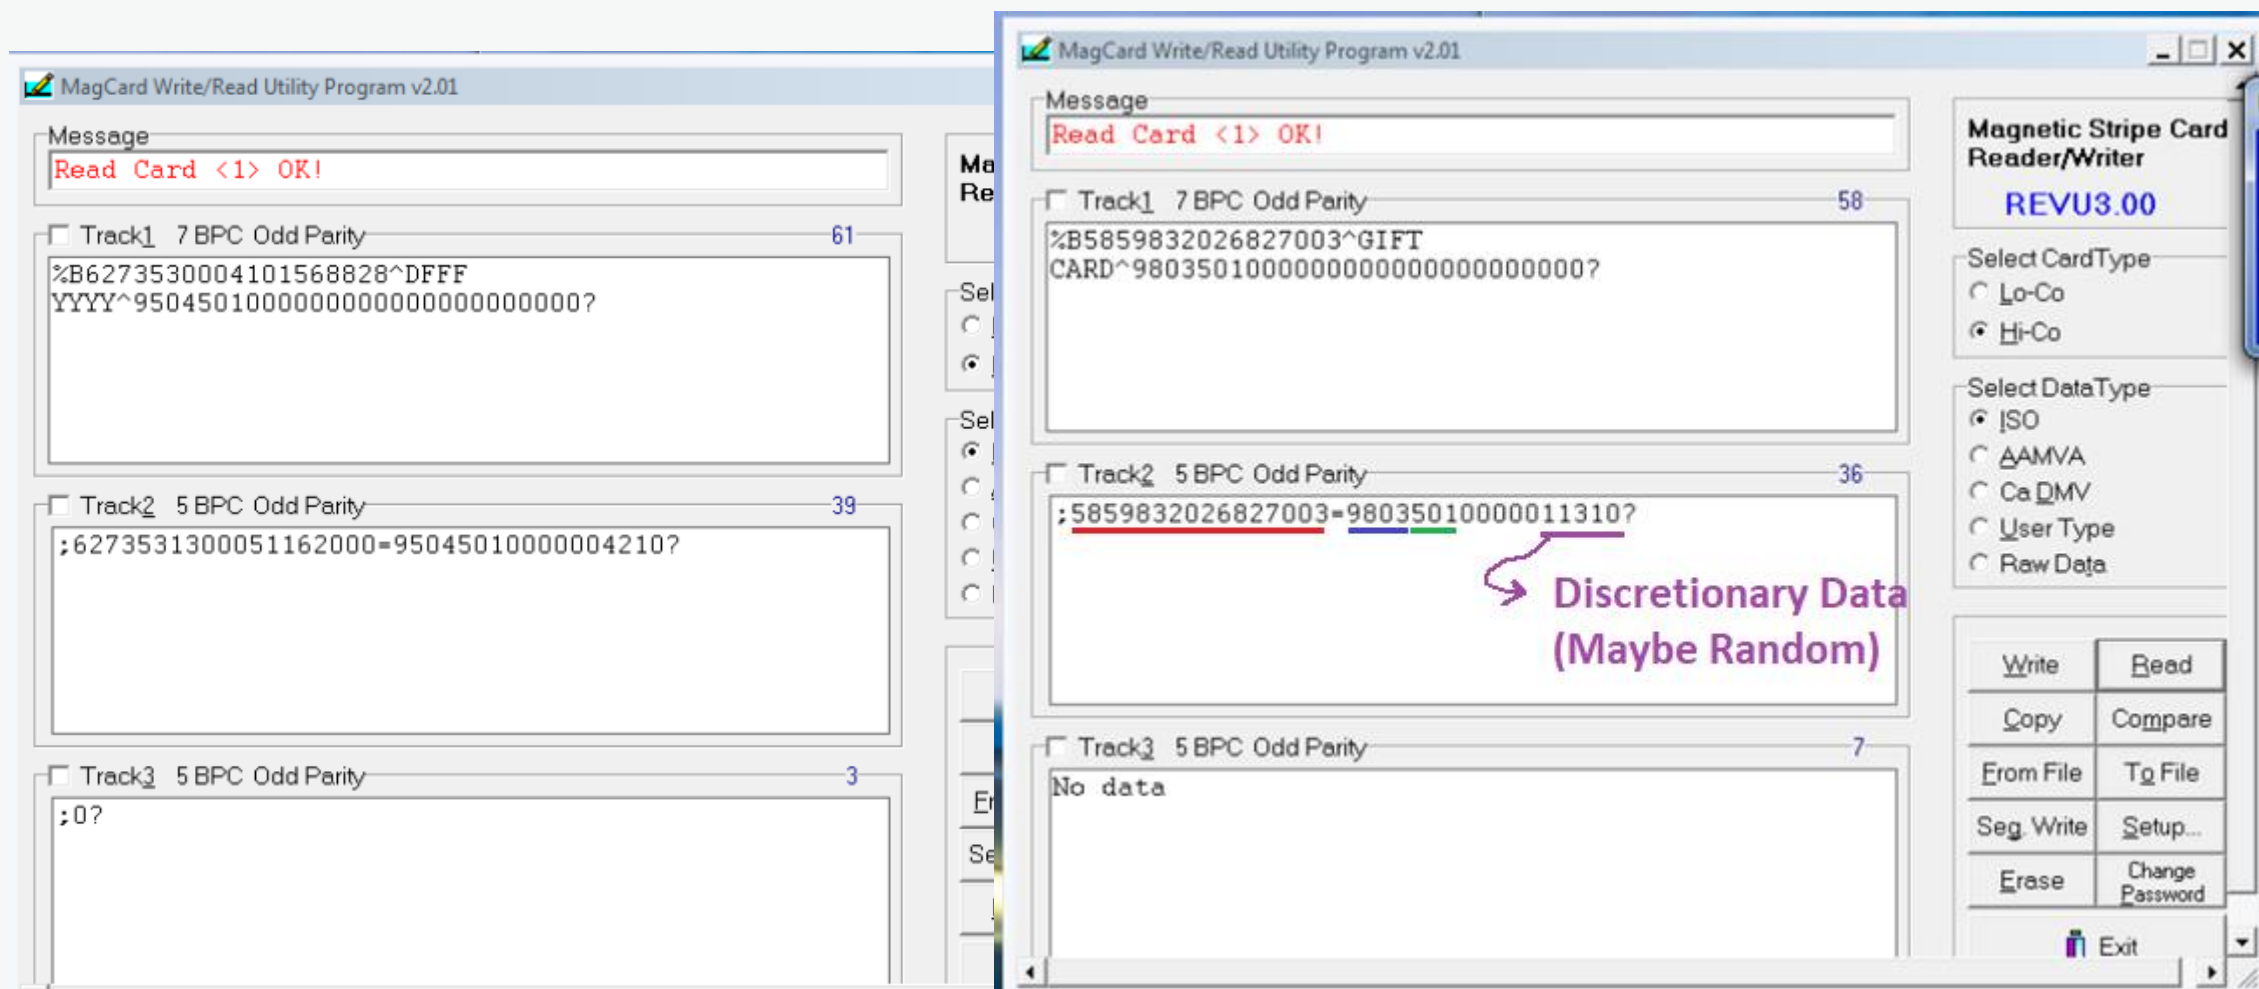 MagCard Write/Read Utility Program v2.01
Message
Read Card <1> OK!
Track1 7 BPC Odd Parity 61
%B6273530004101568828^DFFF
YYYY^9504501000000000000000000000?
Track2 5 BPC Odd Parity 39
;6273531300051162000=95045010000004210?
Track3 5 BPC Odd Parity 3
;0?
MagCard Write/Read Utility Program v2.01
Message
Read Card <1> OK!
Track1 7 BPC Odd Parity 58
%B5859832026827003^GIFT
CARD^9803501000000000000000000000?
Track2 5 BPC Odd Parity 36
;5859832026827003=98035010000011310?
Discretionary Data
(Maybe Random)
Track3 5 BPC Odd Parity 7
No data
Magnetic Stripe Card
Reader/Writer
REVU3.00
Select CardType
Lo-Co
Hi-Co
Select DataType
ISO
AAMVA
Ca DMV
User Type
Raw Data
Write Read
Copy Compare
From File To File
Seg. Write Setup...
Erase Change Password
Exit